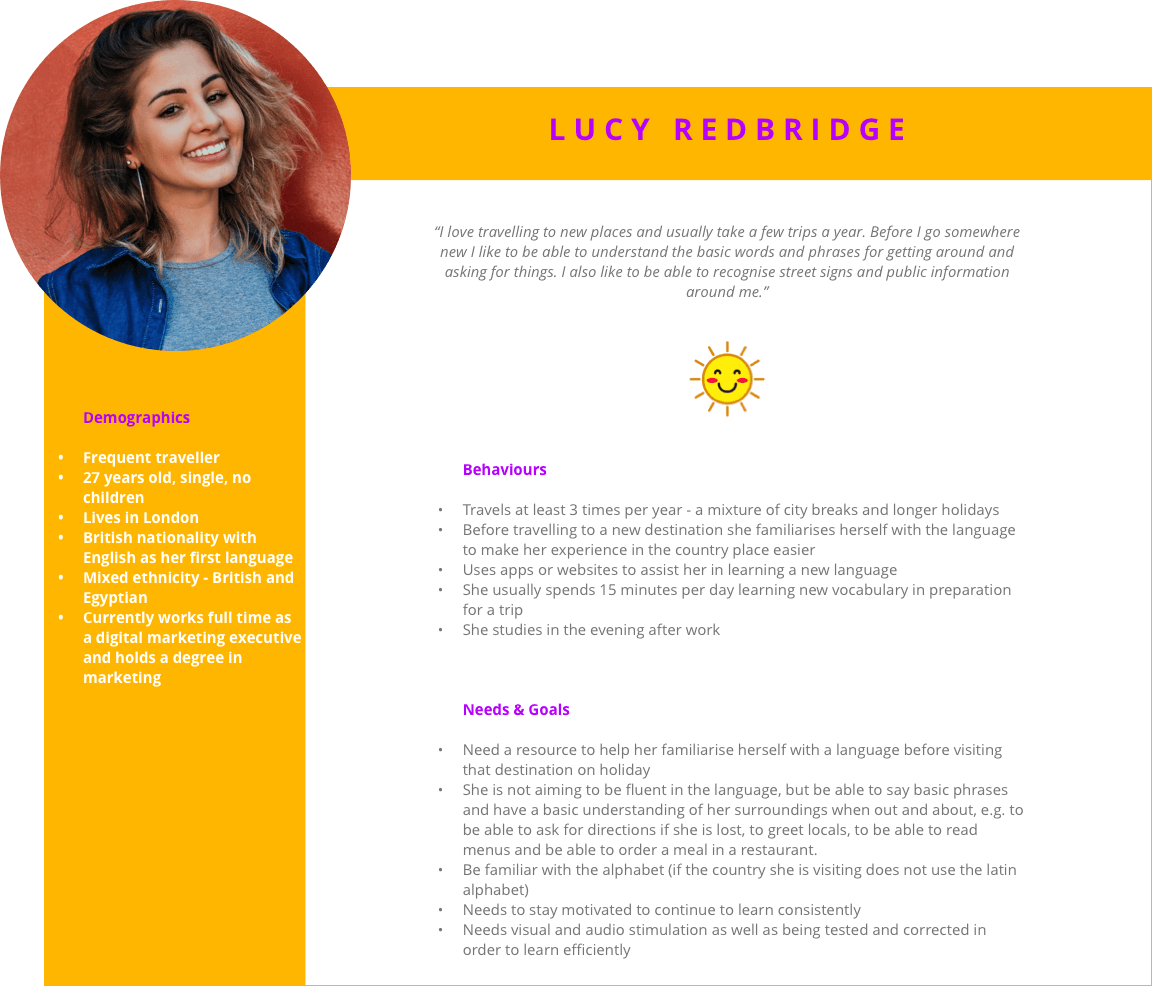 LUCY REDBRIDGE
“I love travelling to new places and usually take a few trips a year. Before I go somewhere
new I like to be able to understand the basic words and phrases for getting around and
asking for things. I also like to be able to recognise street signs and public information
around me.”
Demographics
• Frequent traveller
• 27 years old, single, no
children
• Lives in London
• British nationality with
English as her first language
• Mixed ethnicity - British and
Egyptian
• Currently works full time as
a digital marketing executive
and holds a degree in
marketing
Behaviours
• Travels at least 3 times per year - a mixture of city breaks and longer holidays
• Before travelling to a new destination she familiarises herself with the language
to make her experience in the country place easier
• Uses apps or websites to assist her in learning a new language
• She usually spends 15 minutes per day learning new vocabulary in preparation
for a trip
• She studies in the evening after work
Needs & Goals
• Need a resource to help her familiarise herself with a language before visiting
that destination on holiday
• She is not aiming to be fluent in the language, but be able to say basic phrases
and have a basic understanding of her surroundings when out and about, e.g. to
be able to ask for directions if she is lost, to greet locals, to be able to read
menus and be able to order a meal in a restaurant.
• Be familiar with the alphabet (if the country she is visiting does not use the latin
alphabet)
• Needs to stay motivated to continue to learn consistently
• Needs visual and audio stimulation as well as being tested and corrected in
order to learn efficiently